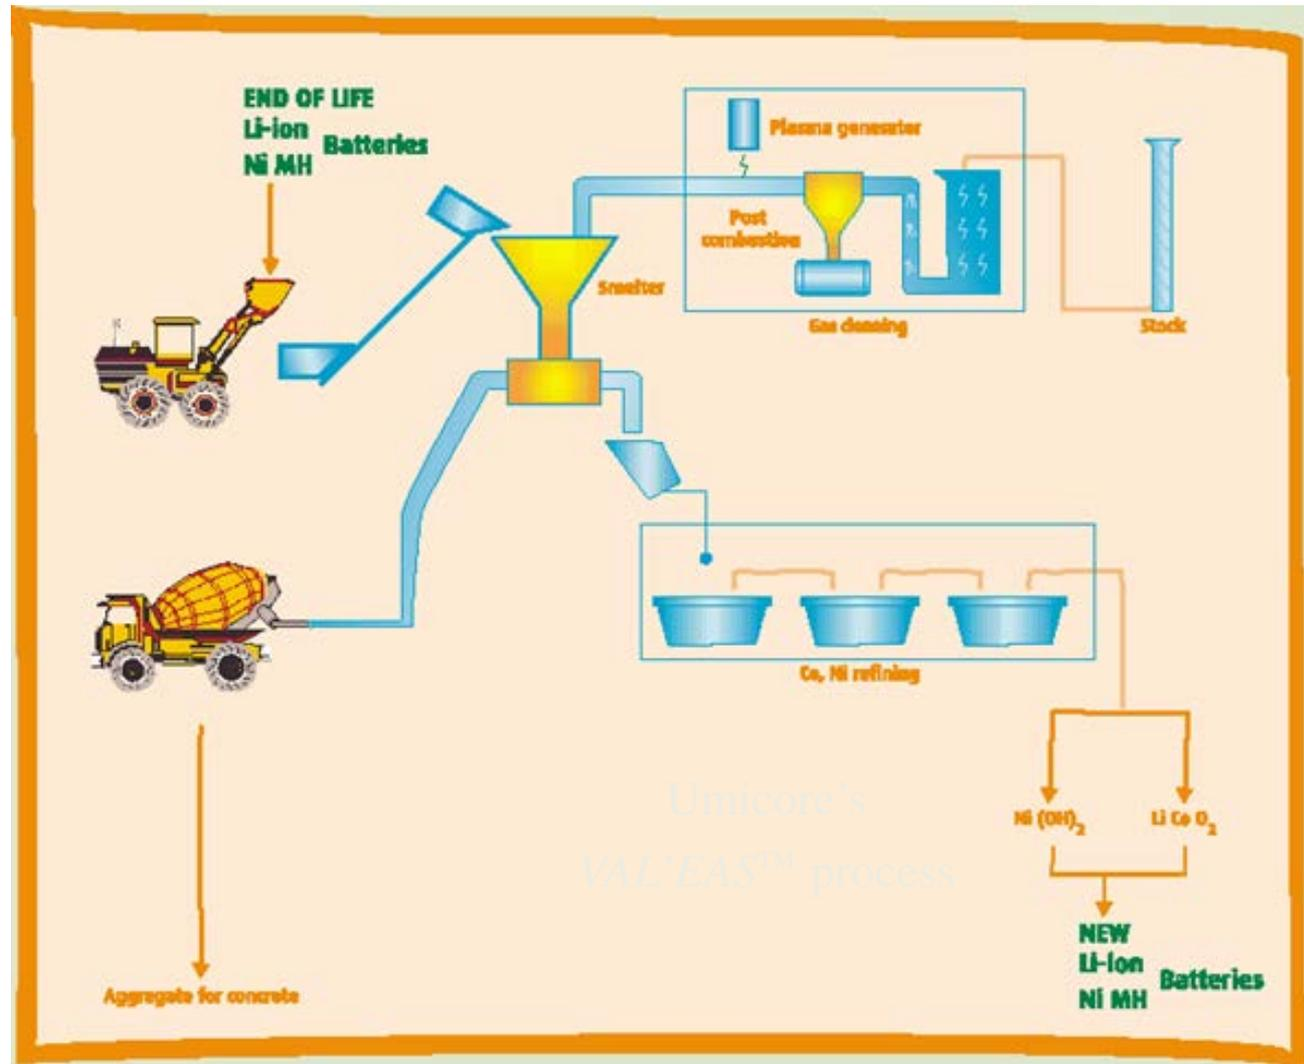 END OF LIFE
Li-ion
Ni MH
Batteries
Plasma generator
Post
combustion
Smelter
Gas cleaning
Stack
Co, Ni refining
Umicore's
VAL'EAS™ process
Ni (OH)₂
Li Co O₂
Aggregate for concrete
NEW
Li-Ion
Ni MH
Batteries